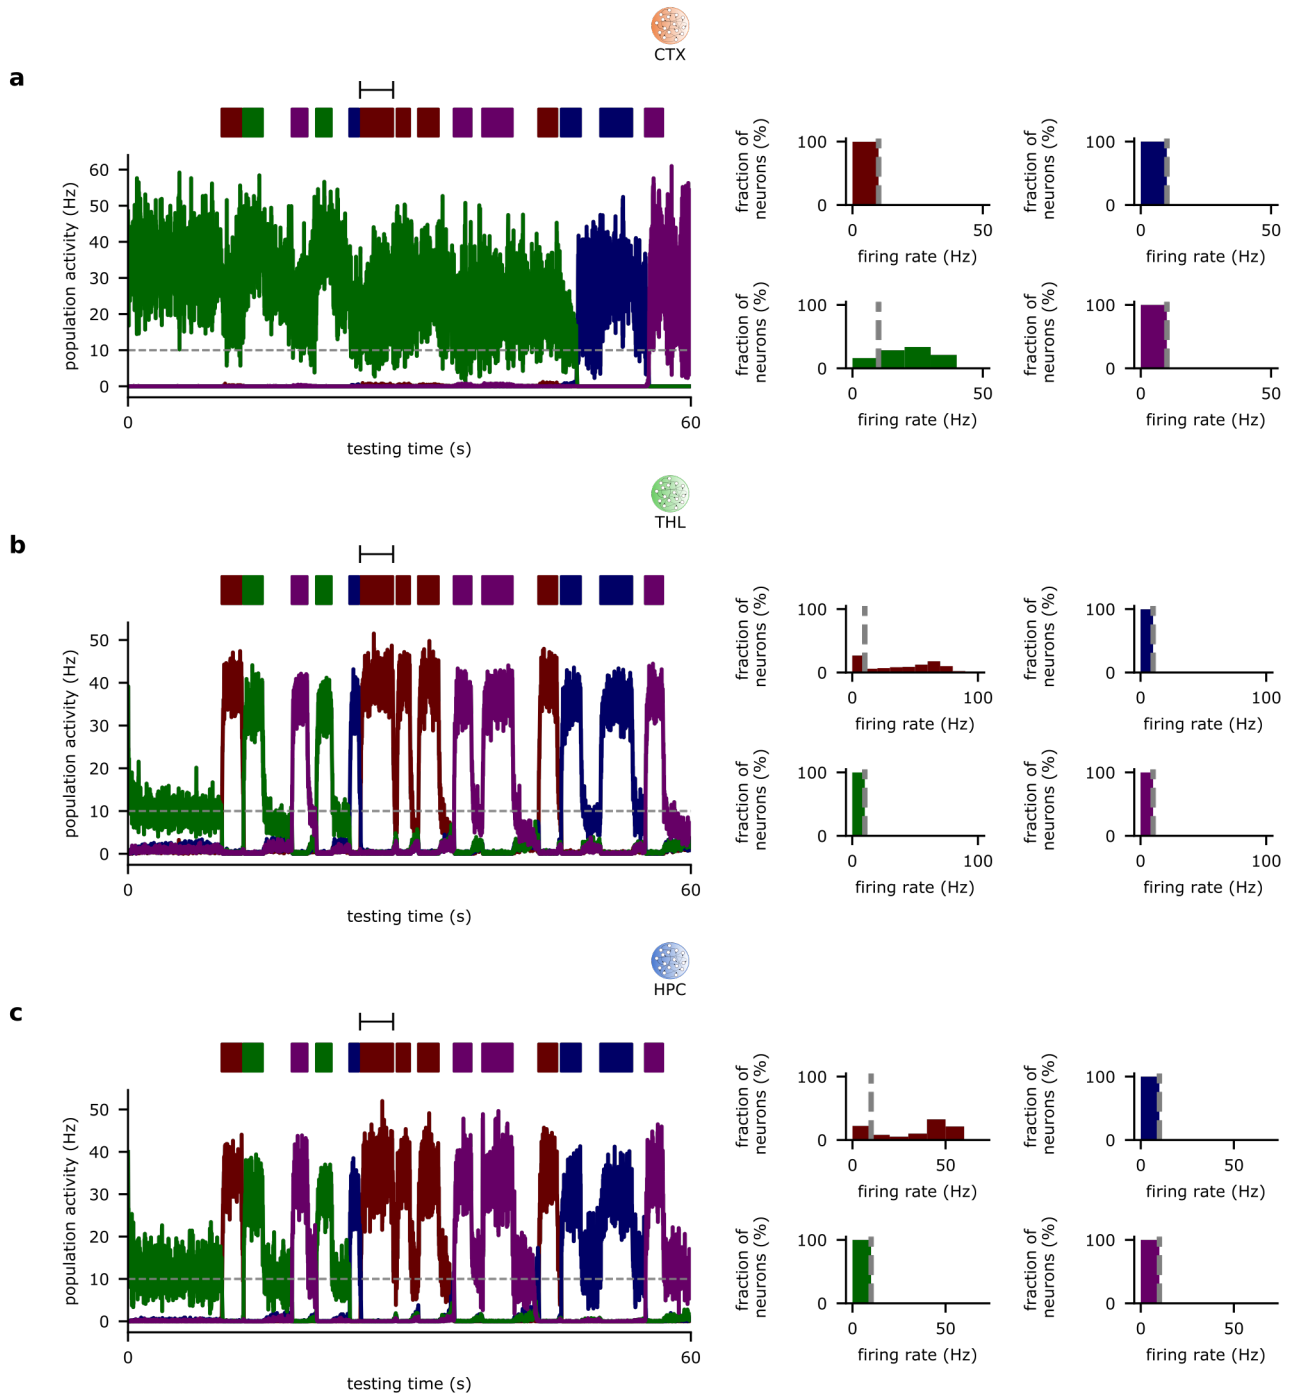 CTX
a
60
50
40
30
20
10
0
population activity (Hz)
0
60
testing time (s)
fraction of
neurons (%)
100
0
0
50
firing rate (Hz)
fraction of
neurons (%)
100
0
0
50
firing rate (Hz)
fraction of
neurons (%)
100
0
0
50
firing rate (Hz)
fraction of
neurons (%)
100
0
0
50
firing rate (Hz)
THL
b
50
40
30
20
10
0
population activity (Hz)
0
60
testing time (s)
fraction of
neurons (%)
100
0
0
100
firing rate (Hz)
fraction of
neurons (%)
100
0
0
100
firing rate (Hz)
fraction of
neurons (%)
100
0
0
100
firing rate (Hz)
fraction of
neurons (%)
100
0
0
100
firing rate (Hz)
HPC
c
50
40
30
20
10
0
population activity (Hz)
0
60
testing time (s)
fraction of
neurons (%)
100
0
0
50
firing rate (Hz)
fraction of
neurons (%)
100
0
0
50
firing rate (Hz)
fraction of
neurons (%)
100
0
0
50
firing rate (Hz)
fraction of
neurons (%)
100
0
0
50
firing rate (Hz)